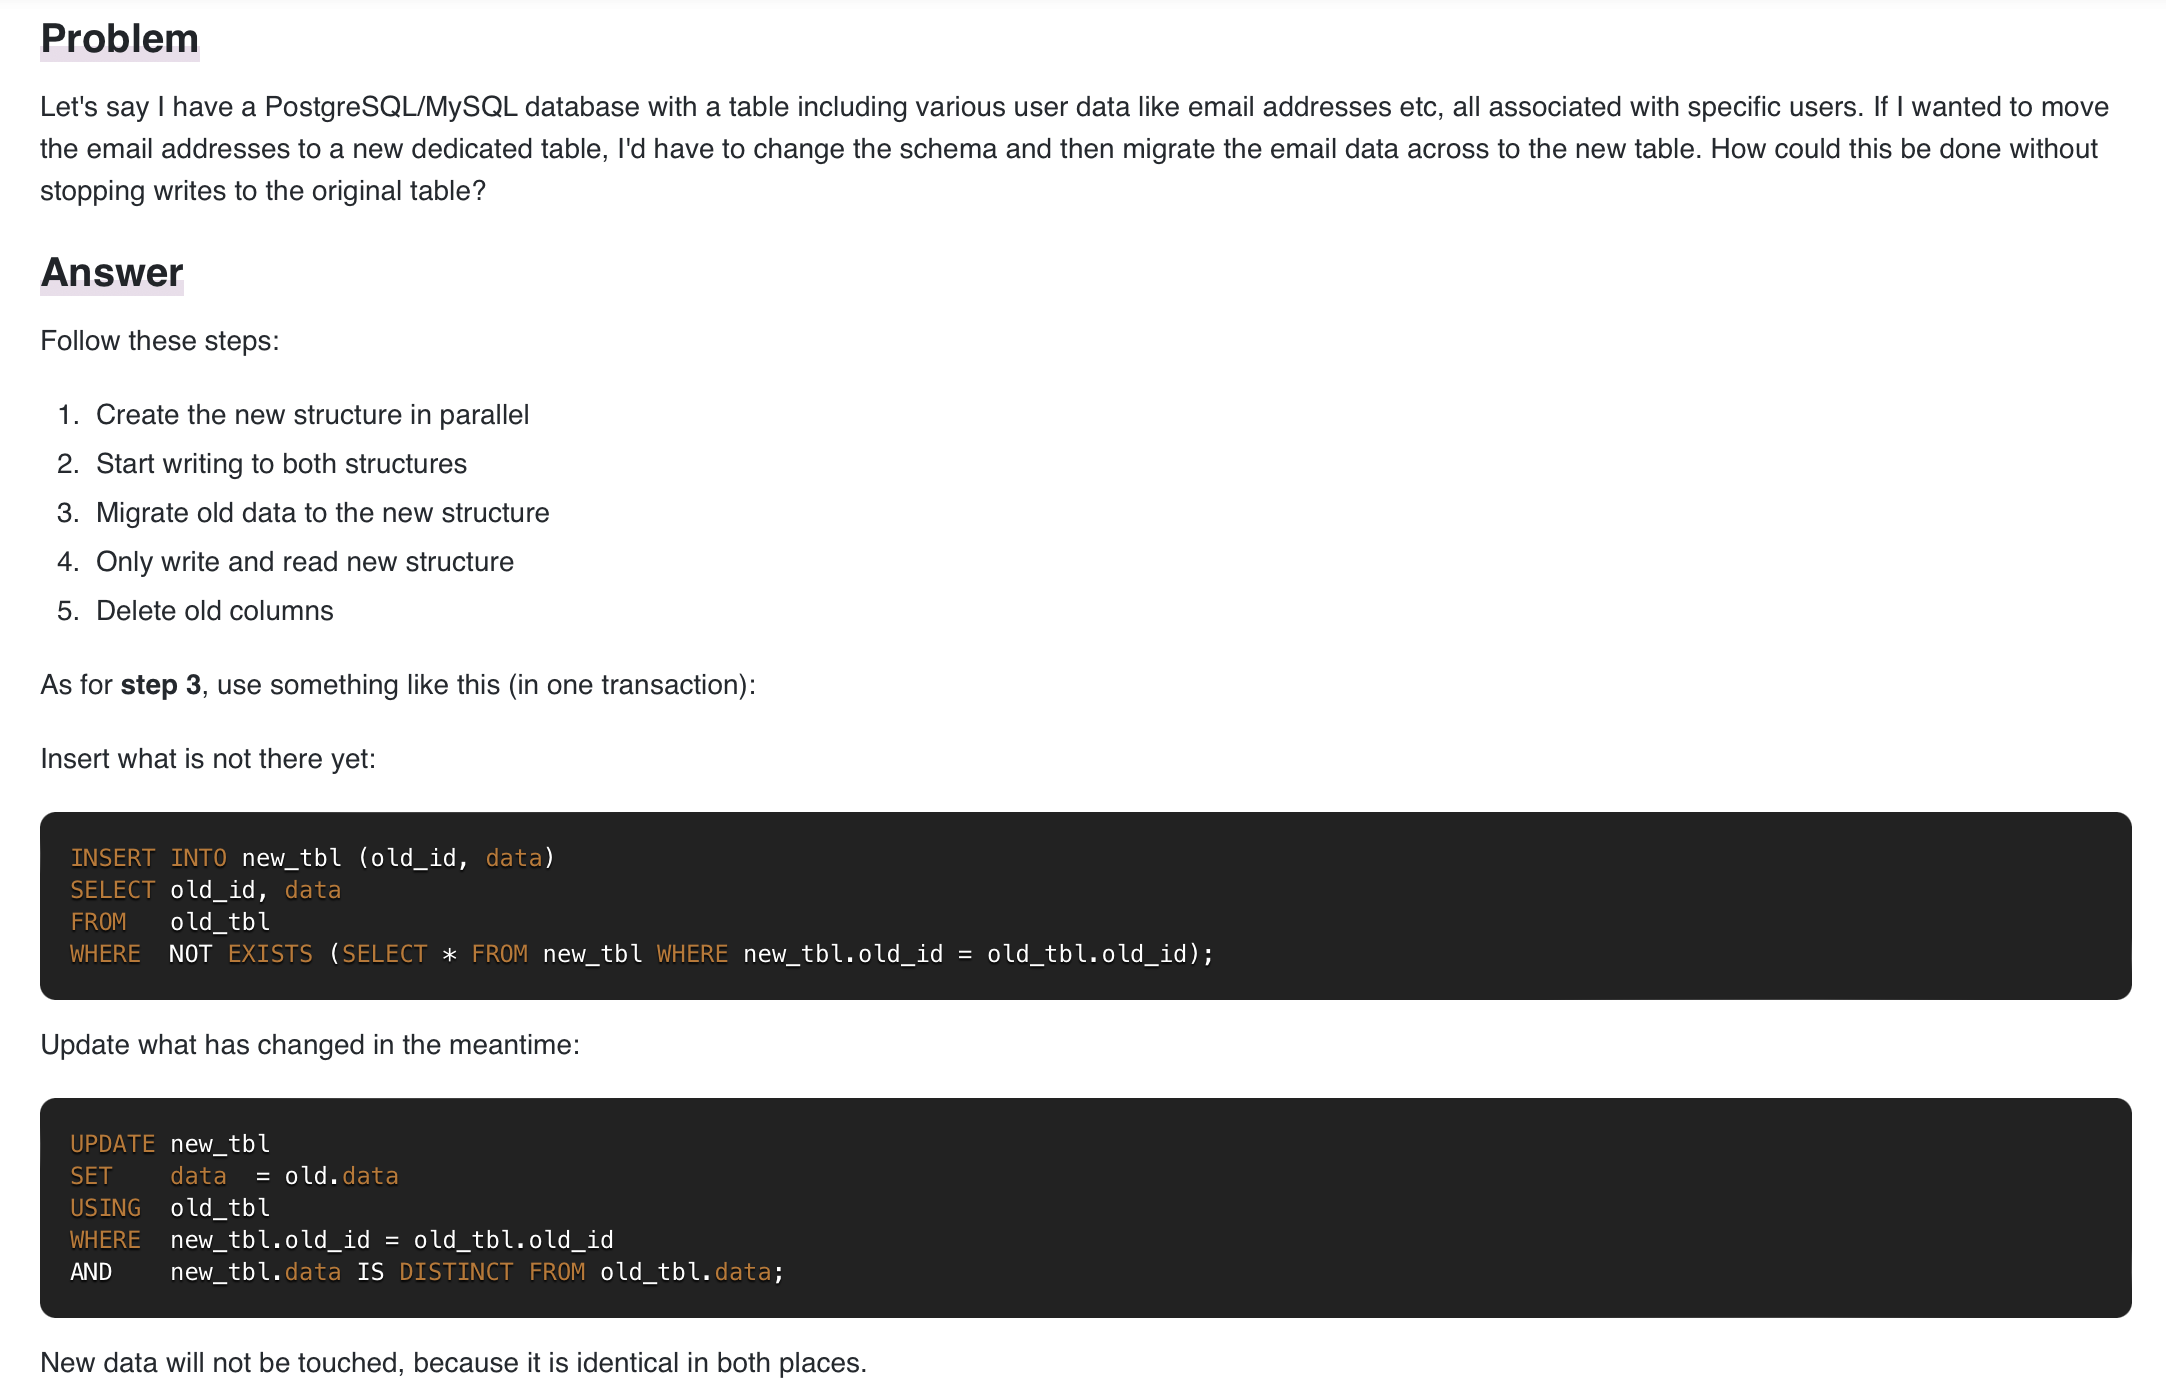 Problem
Let's say I have a PostgreSQL/MySQL database with a table including various user data like email addresses etc, all associated with specific users. If I wanted to move
the email addresses to a new dedicated table, I'd have to change the schema and then migrate the email data across to the new table. How could this be done without
stopping writes to the original table?
Answer
Follow these steps:
1. Create the new structure in parallel
2. Start writing to both structures
3. Migrate old data to the new structure
4. Only write and read new structure
5. Delete old columns
As for step 3, use something like this (in one transaction):
Insert what is not there yet:
INSERT INTO new_tbl (old_id, data)
SELECT old_id, data
FROM   old_tbl
WHERE  NOT EXISTS (SELECT * FROM new_tbl WHERE new_tbl.old_id = old_tbl.old_id);
Update what has changed in the meantime:
UPDATE new_tbl
SET    data  = old.data
USING  old_tbl
WHERE  new_tbl.old_id = old_tbl.old_id
AND    new_tbl.data IS DISTINCT FROM old_tbl.data;
New data will not be touched, because it is identical in both places.